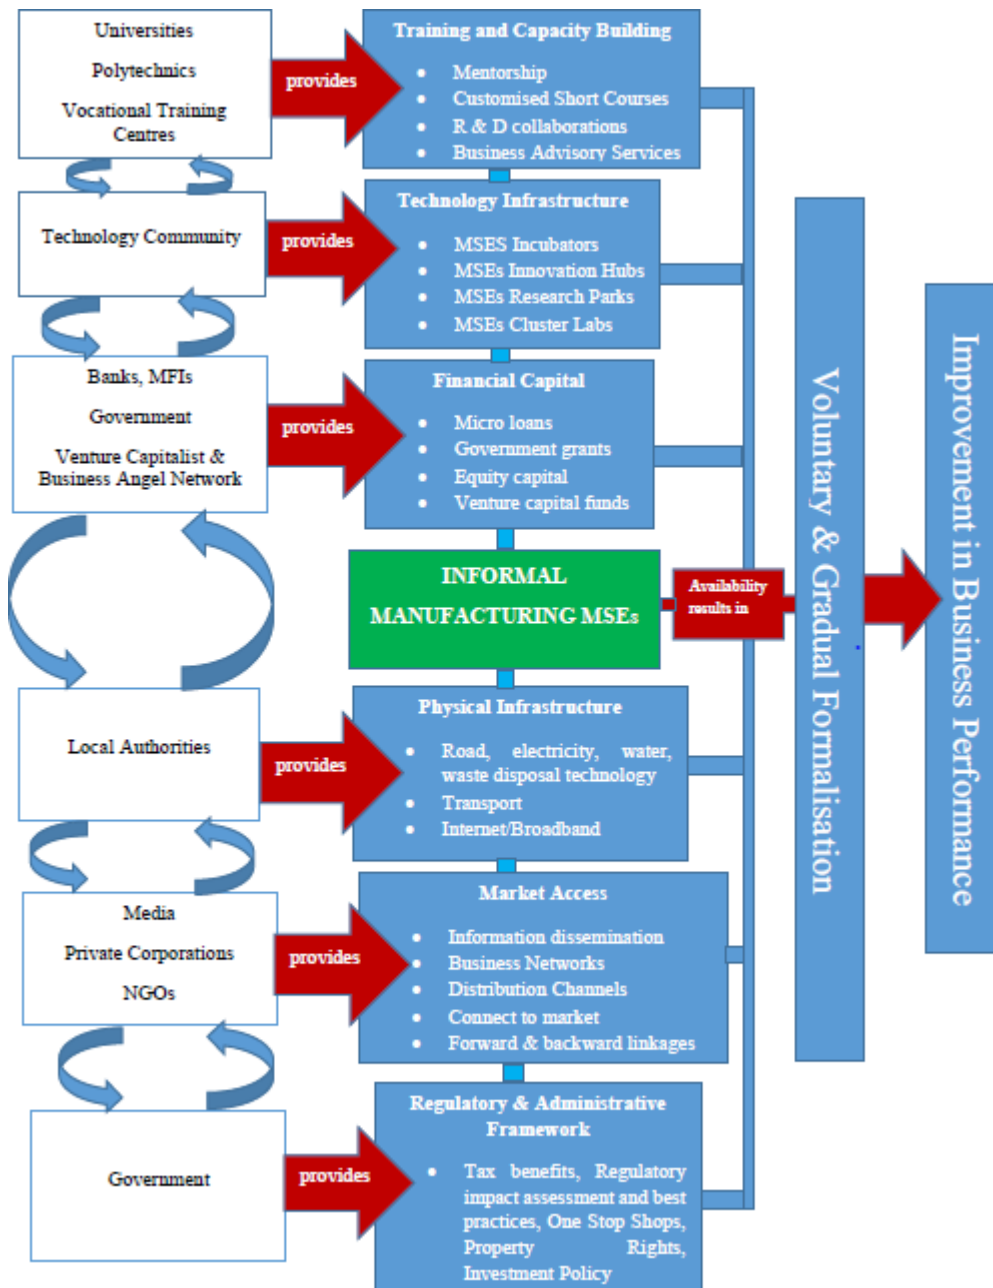 Universities
Polytechnics
Vocational Training
Centres
provides
Training and Capacity Building
• Mentorship
• Customised Short Courses
• R & D collaborations
• Business Advisory Services
Technology Community
provides
Technology Infrastructure
• MSES Incubators
• MSEs Innovation Hubs
• MSEs Research Parks
• MSEs Cluster Labs
Banks, MFIs
Government
Venture Capitalist &
Business Angel Network
provides
Financial Capital
• Micro loans
• Government grants
• Equity capital
• Venture capital funds
INFORMAL
MANUFACTURING MSEs
Availability
results in
Voluntary & Gradual Formalisation
Improvement in Business Performance
Local Authorities
provides
Physical Infrastructure
• Road, electricity, water,
waste disposal technology
• Transport
• Internet/Broadband
Media
Private Corporations
NGOs
provides
Market Access
• Information dissemination
• Business Networks
• Distribution Channels
• Connect to market
• Forward & backward linkages
Government
provides
Regulatory & Administrative
Framework
• Tax benefits, Regulatory
impact assessment and best
practices, One Stop Shops,
Property Rights,
Investment Policy